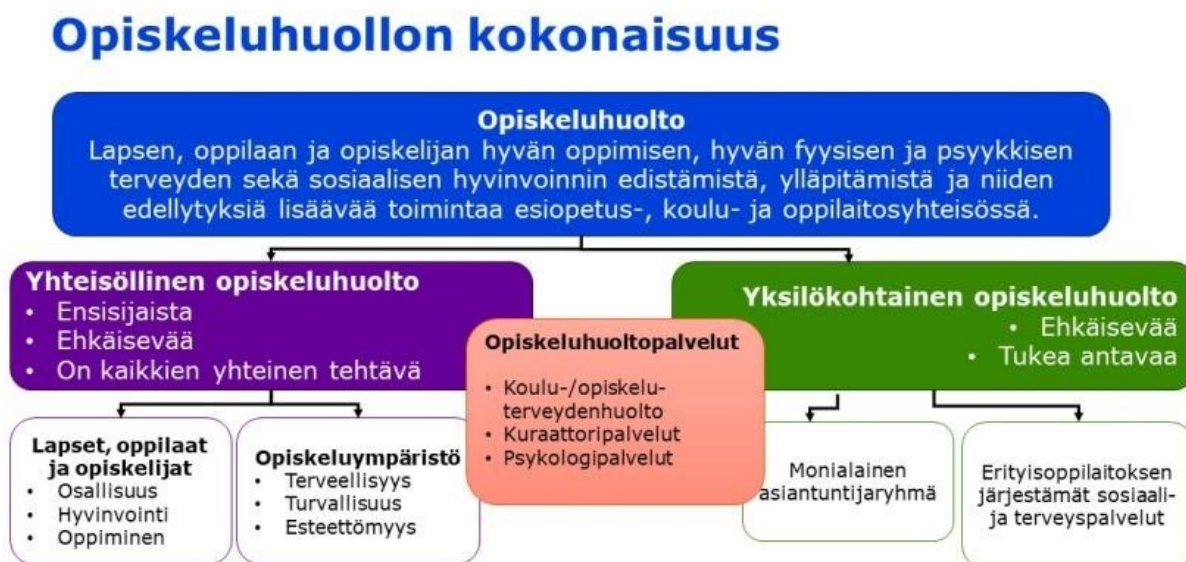 Opiskeluhuollon kokonaisuus
Opiskeluhuolto
Lapsen, oppilaan ja opiskelijan hyvän oppimisen, hyvän fyysisen ja psyykkisen
terveyden sekä sosiaalisen hyvinvoinnin edistämistä, ylläpitämistä ja niiden
edellytyksiä lisäävää toimintaa esiopetus-, koulu- ja oppilaitosyhteisössä.
Yhteisöllinen opiskeluhuolto
• Ensisijaista
• Ehkäisevää
• On kaikkien yhteinen tehtävä
Yksilökohtainen opiskeluhuolto
• Ehkäisevää
• Tukea antavaa
Opiskeluhuoltopalvelut
• Koulu-/opiskelu-
terveydenhuolto
• Kuraattoripalvelut
• Psykologipalvelut
Lapset, oppilaat
ja opiskelijat
• Osallisuus
• Hyvinvointi
• Oppiminen
Opiskeluympäristö
• Terveellisyys
• Turvallisuus
• Esteettömyys
Monialainen
asiantuntijaryhmä
Erityisoppilaitoksen
järjestämät sosiaali-
ja terveyspalvelut